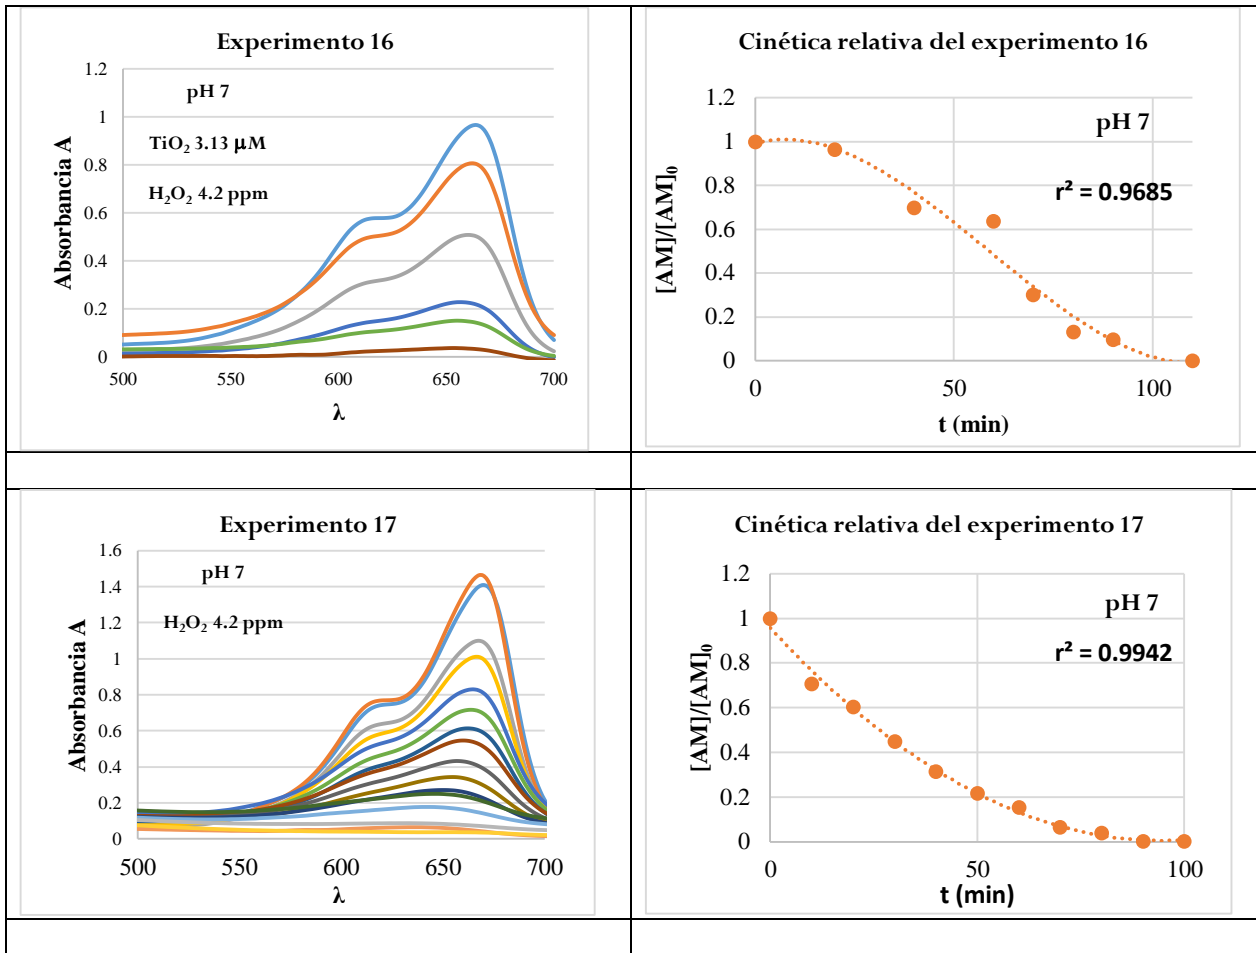 Experimento 16
pH 7
TiO₂ 3.13 μM
H₂O₂ 4.2 ppm
Absorbancia A
1.2
1
0.8
0.6
0.4
0.2
0
500 550 600 650 700
λ
Cinética relativa del experimento 16
pH 7
r² = 0.9685
[AM]/[AM]₀
1.2
1
0.8
0.6
0.4
0.2
0
0 50 100
t (min)
Experimento 17
pH 7
H₂O₂ 4.2 ppm
Absorbancia A
1.6
1.4
1.2
1
0.8
0.6
0.4
0.2
0
500 550 600 650 700
λ
Cinética relativa del experimento 17
pH 7
r² = 0.9942
[AM]/[AM]₀
1.2
1
0.8
0.6
0.4
0.2
0
0 50 100
t (min)